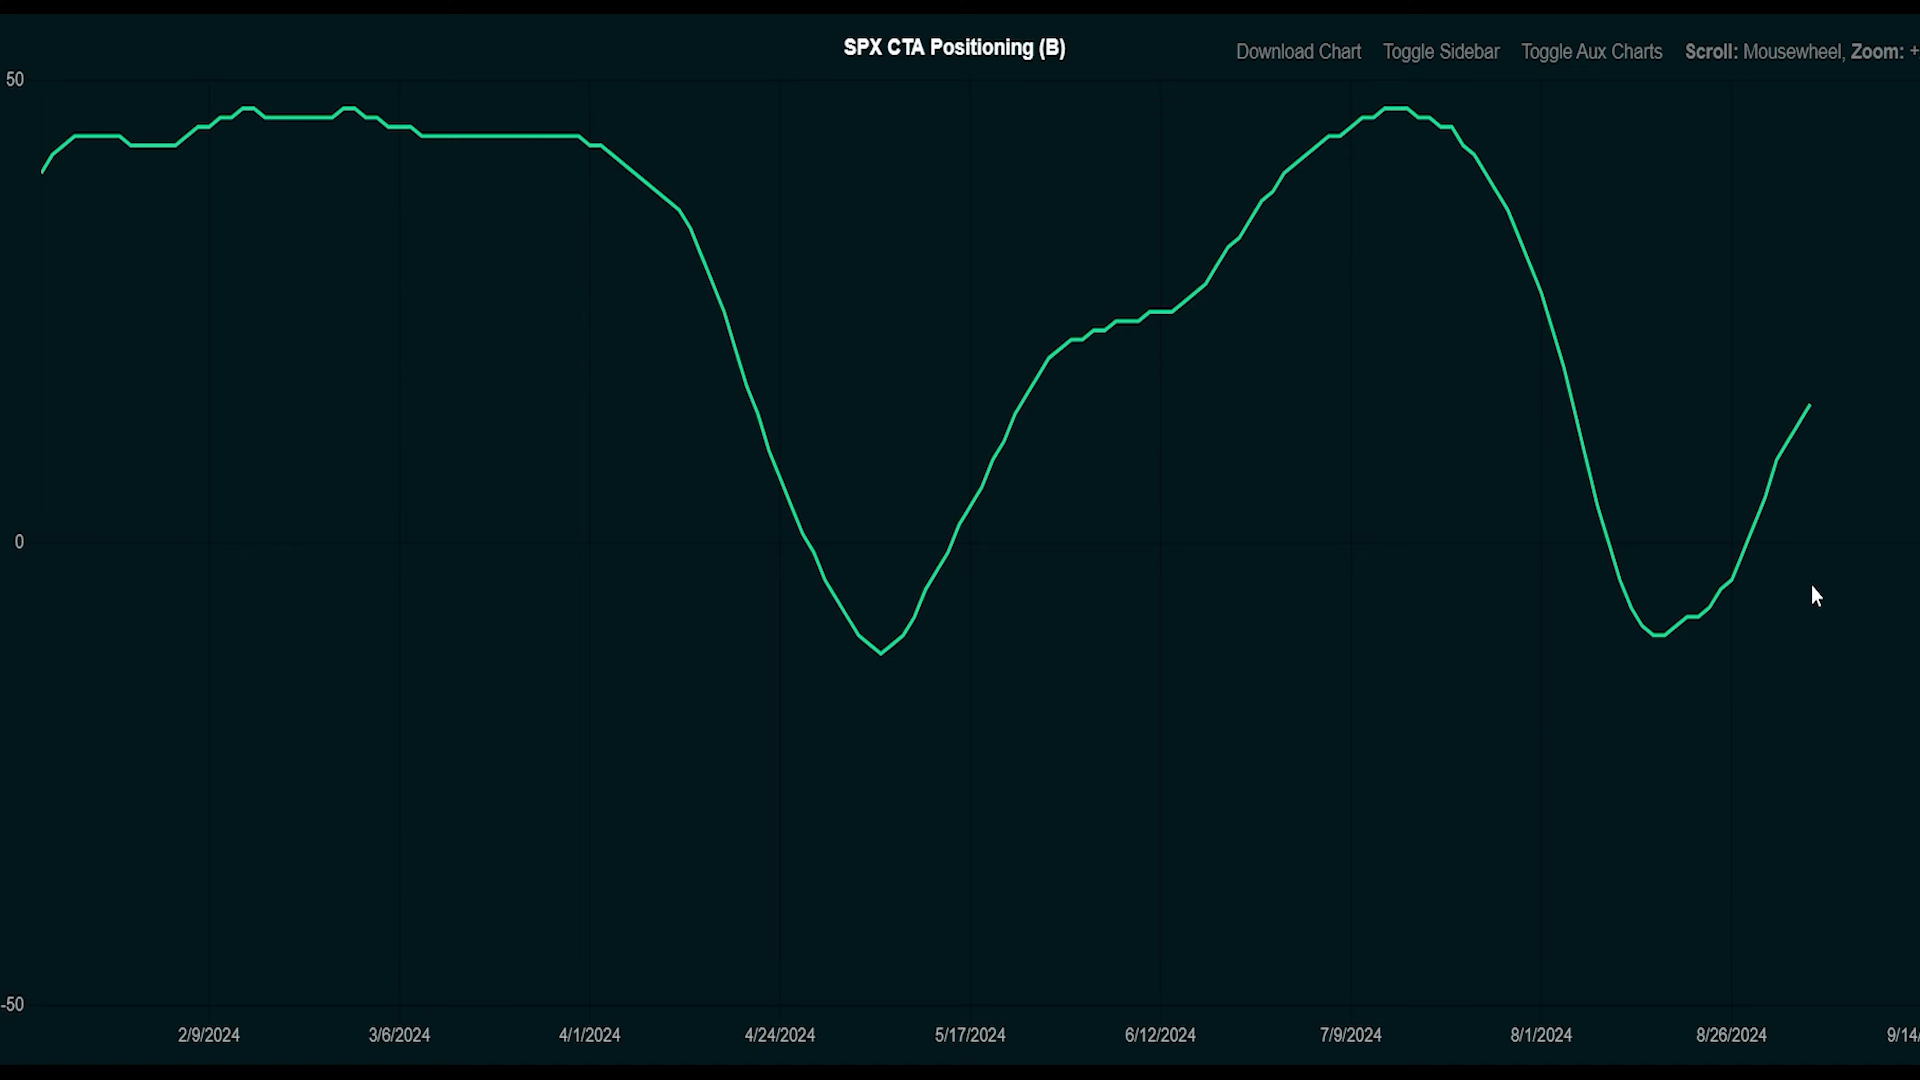 SPX CTA Positioning (B)
Download Chart Toggle Sidebar Toggle Aux Charts Scroll: Mousewheel, Zoom: +
50
0
-50
2/9/2024 3/6/2024 4/1/2024 4/24/2024 5/17/2024 6/12/2024 7/9/2024 8/1/2024 8/26/2024 9/14/